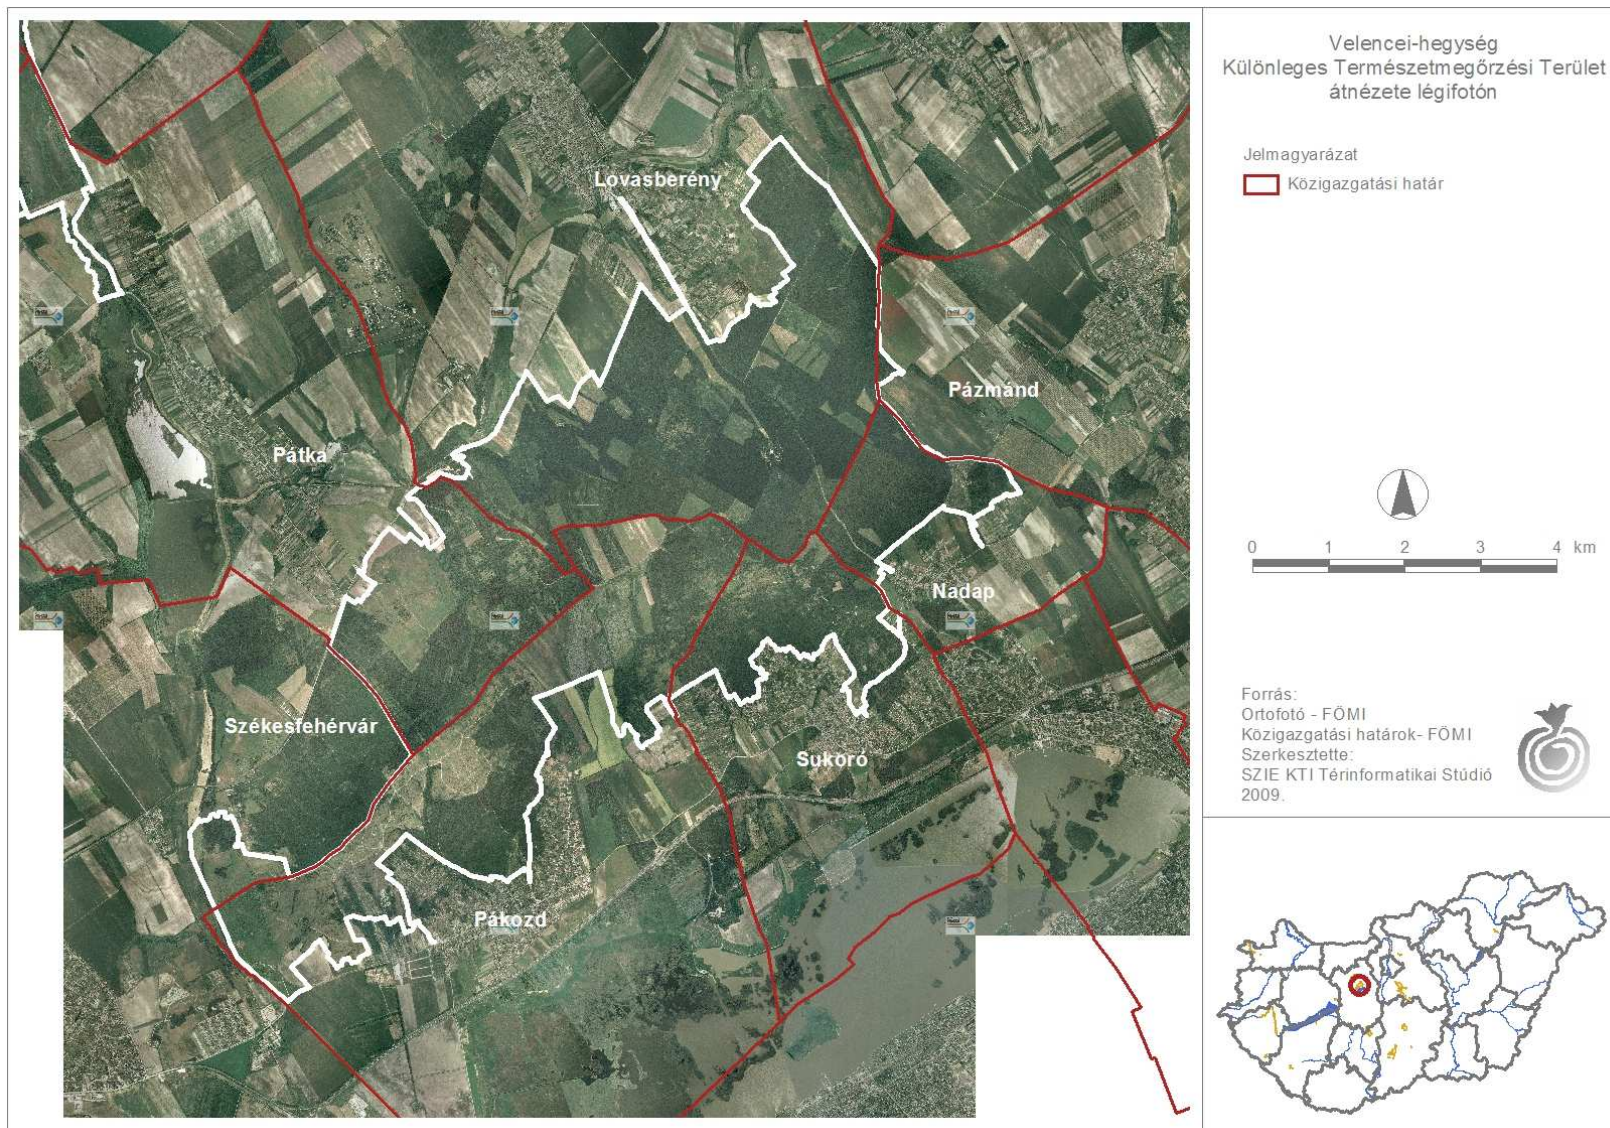 Velencei-hegység
Különleges Természetmegőrzési Terület
átnézete légifotón
Jelmagyarázat
Közigazgatási határ
Lovasberény
Pázmánd
Pátka
Nadap
Székesfehérvár
Sukoró
Pákozd
0 1 2 3 4 km
Forrás:
Ortofotó - FÖMI
Közigazgatási határok- FÖMI
Szerkesztette:
SZIE KTI Térinformatikai Stúdió
2009.